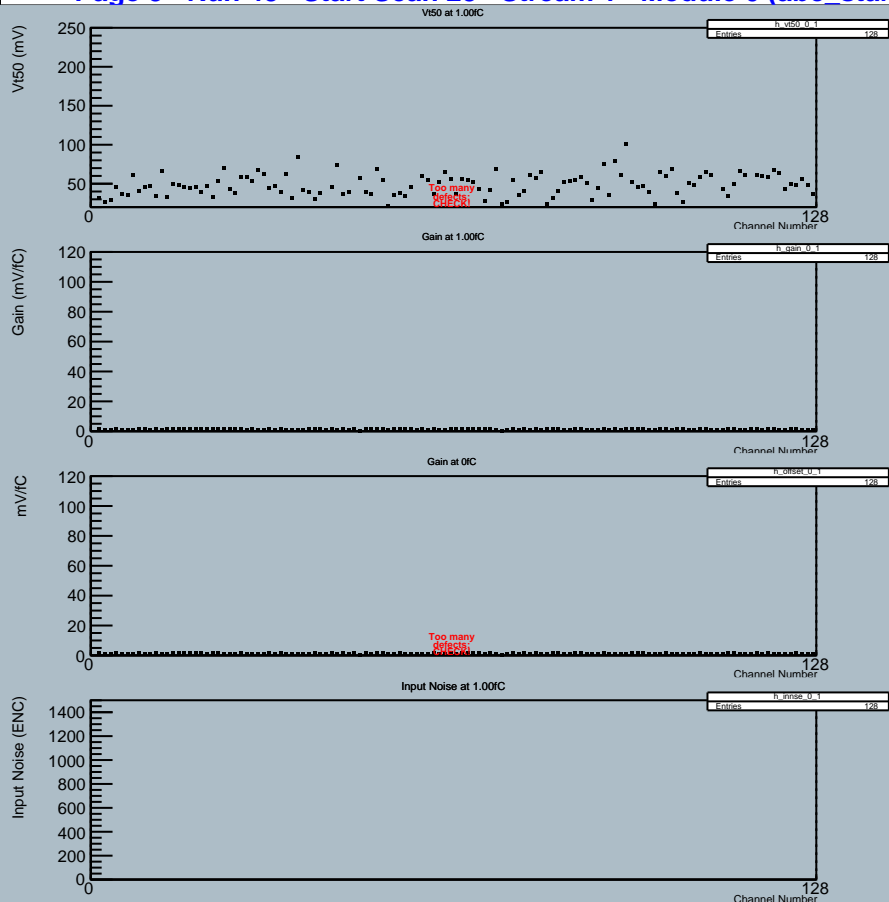 Vt50 at 1.00fC
h_vt50_0_1
Entries 128
Vt50 (mV)
250
200
150
100
50
Too many
defects:
CHECK!
0
128
Channel Number
Gain at 1.00fC
h_gain_0_1
Entries 128
Gain (mV/fC)
120
100
80
60
40
20
0
0
128
Channel Number
Gain at 0fC
h_offset_0_1
Entries 128
mV/fC
120
100
80
60
40
20
Too many
defects:
CHECK!
0
0
128
Channel Number
Input Noise at 1.00fC
h_innse_0_1
Entries 128
Input Noise (ENC)
1400
1200
1000
800
600
400
200
0
0
128
Channel Number